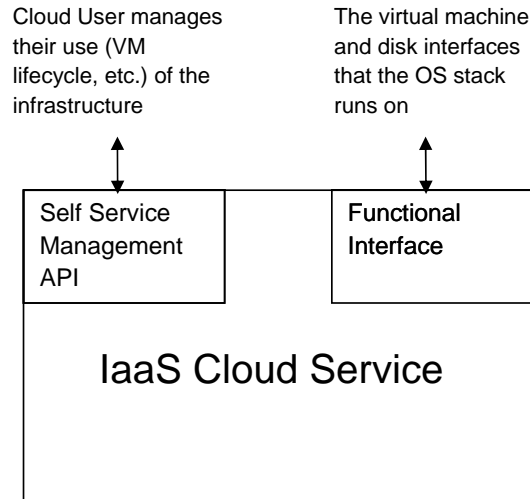 Cloud User manages
their use (VM
lifecycle, etc.) of the
infrastructure
The virtual machine
and disk interfaces
that the OS stack
runs on
Self Service
Management
API
Functional
Interface
IaaS Cloud Service